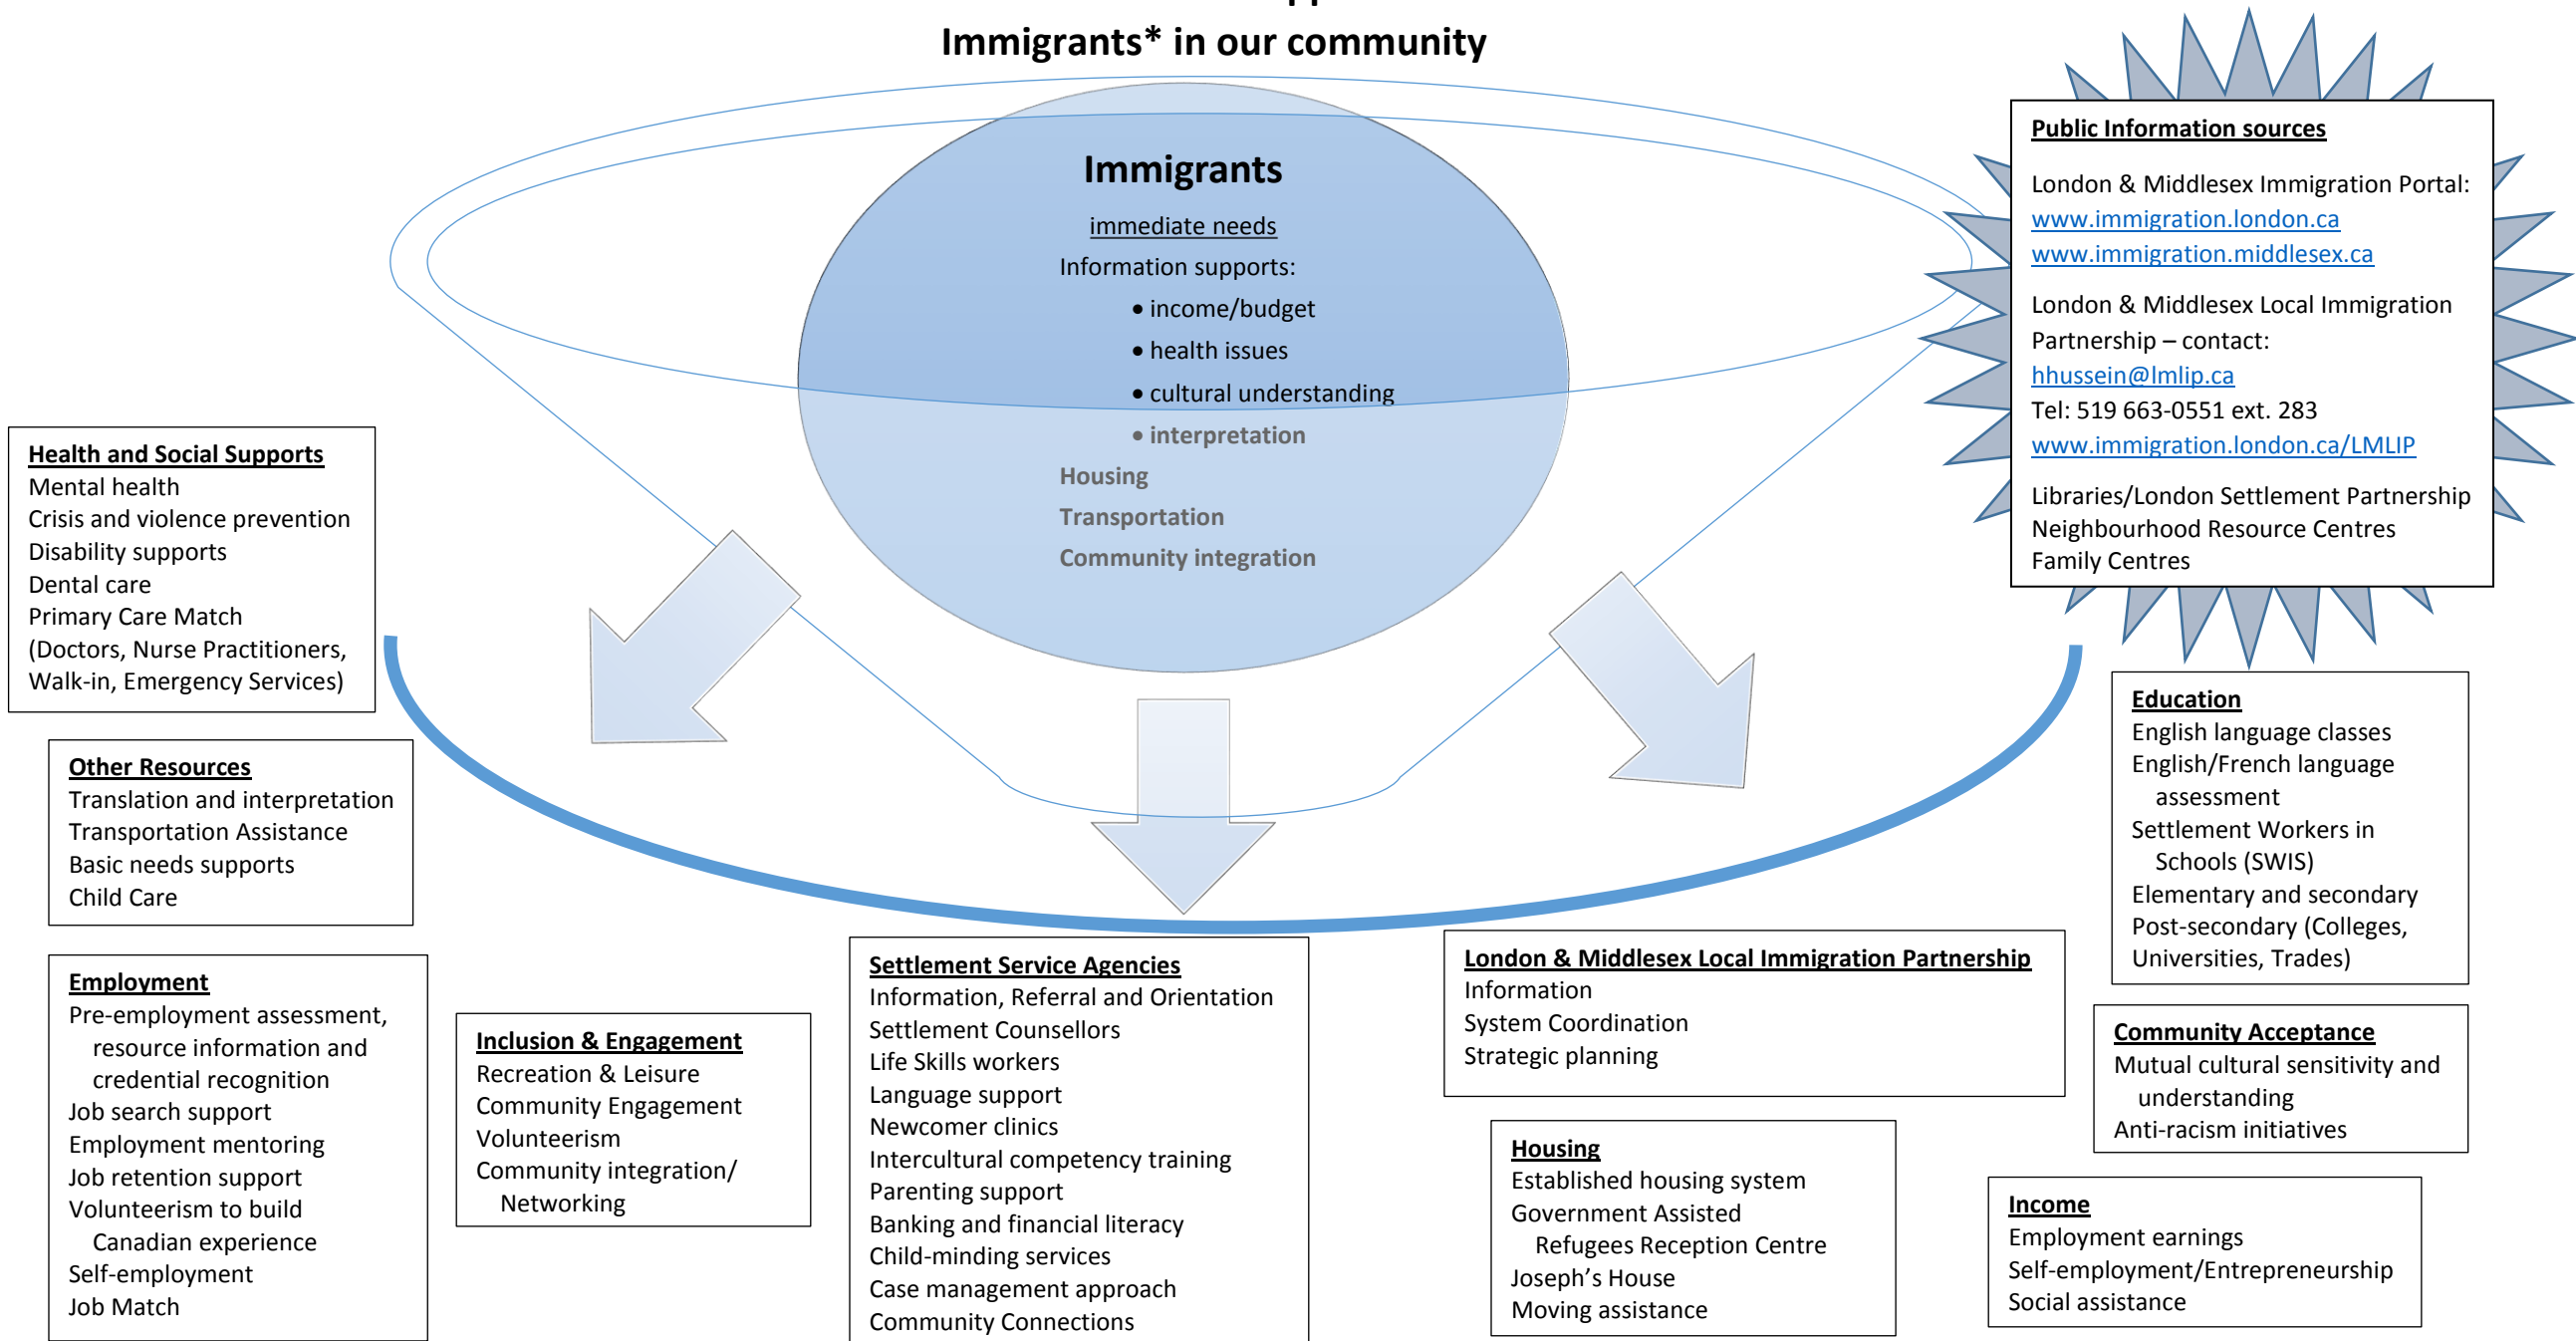 Immigrants* in our community
Immigrants
immediate needs
Information supports:
• income/budget
• health issues
• cultural understanding
• interpretation
Housing
Transportation
Community integration
Public Information sources
London & Middlesex Immigration Portal:
www.immigration.london.ca
www.immigration.middlesex.ca
London & Middlesex Local Immigration
Partnership – contact:
hhussein@lmlip.ca
Tel: 519 663-0551 ext. 283
www.immigration.london.ca/LMLIP
Libraries/London Settlement Partnership
Neighbourhood Resource Centres
Family Centres
Health and Social Supports
Mental health
Crisis and violence prevention
Disability supports
Dental care
Primary Care Match
(Doctors, Nurse Practitioners,
Walk-in, Emergency Services)
Other Resources
Translation and interpretation
Transportation Assistance
Basic needs supports
Child Care
Employment
Pre-employment assessment,
resource information and
credential recognition
Job search support
Employment mentoring
Job retention support
Volunteerism to build
Canadian experience
Self-employment
Job Match
Inclusion & Engagement
Recreation & Leisure
Community Engagement
Volunteerism
Community integration/
Networking
Settlement Service Agencies
Information, Referral and Orientation
Settlement Counsellors
Life Skills workers
Language support
Newcomer clinics
Intercultural competency training
Parenting support
Banking and financial literacy
Child-minding services
Case management approach
Community Connections
London & Middlesex Local Immigration Partnership
Information
System Coordination
Strategic planning
Housing
Established housing system
Government Assisted
Refugees Reception Centre
Joseph's House
Moving assistance
Education
English language classes
English/French language
assessment
Settlement Workers in
Schools (SWIS)
Elementary and secondary
Post-secondary (Colleges,
Universities, Trades)
Community Acceptance
Mutual cultural sensitivity and
understanding
Anti-racism initiatives
Income
Employment earnings
Self-employment/Entrepreneurship
Social assistance